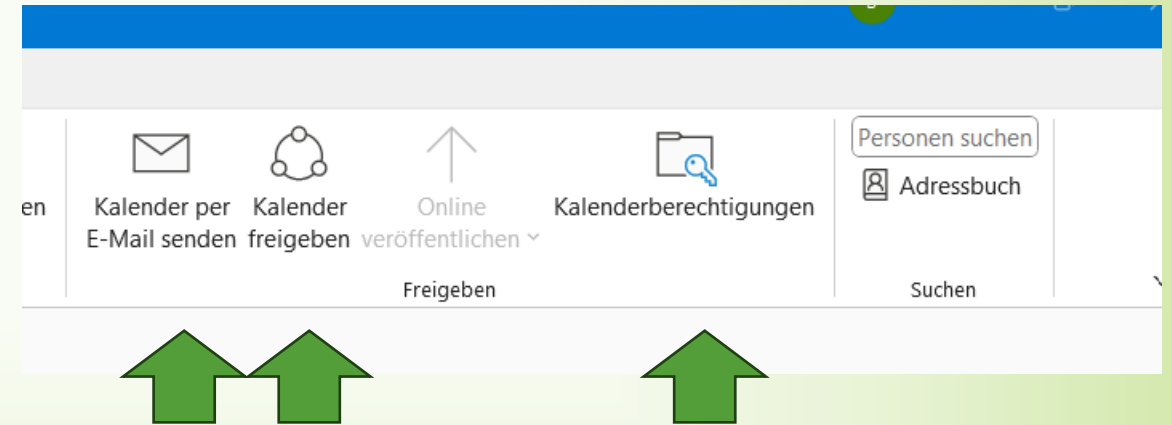 en
Kalender per
E-Mail senden
Kalender
freigeben
Online
veröffentlichen
Kalenderberechtigungen
Freigeben
Personen suchen
Adressbuch
Suchen